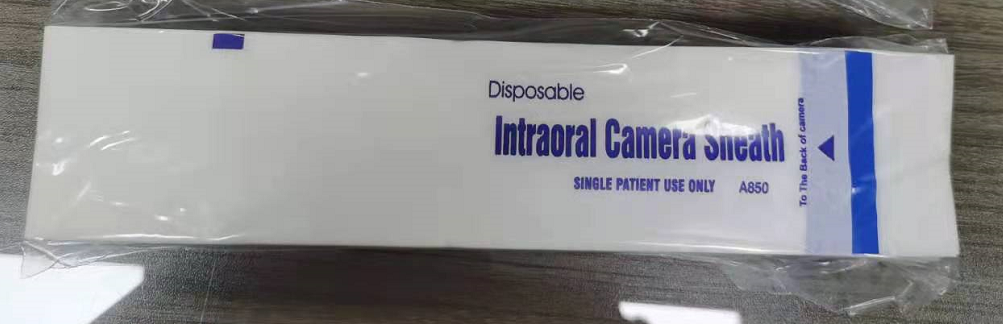 Disposable
Intraoral Camera Sheath
SINGLE PATIENT USE ONLY A850
To The Back of camera